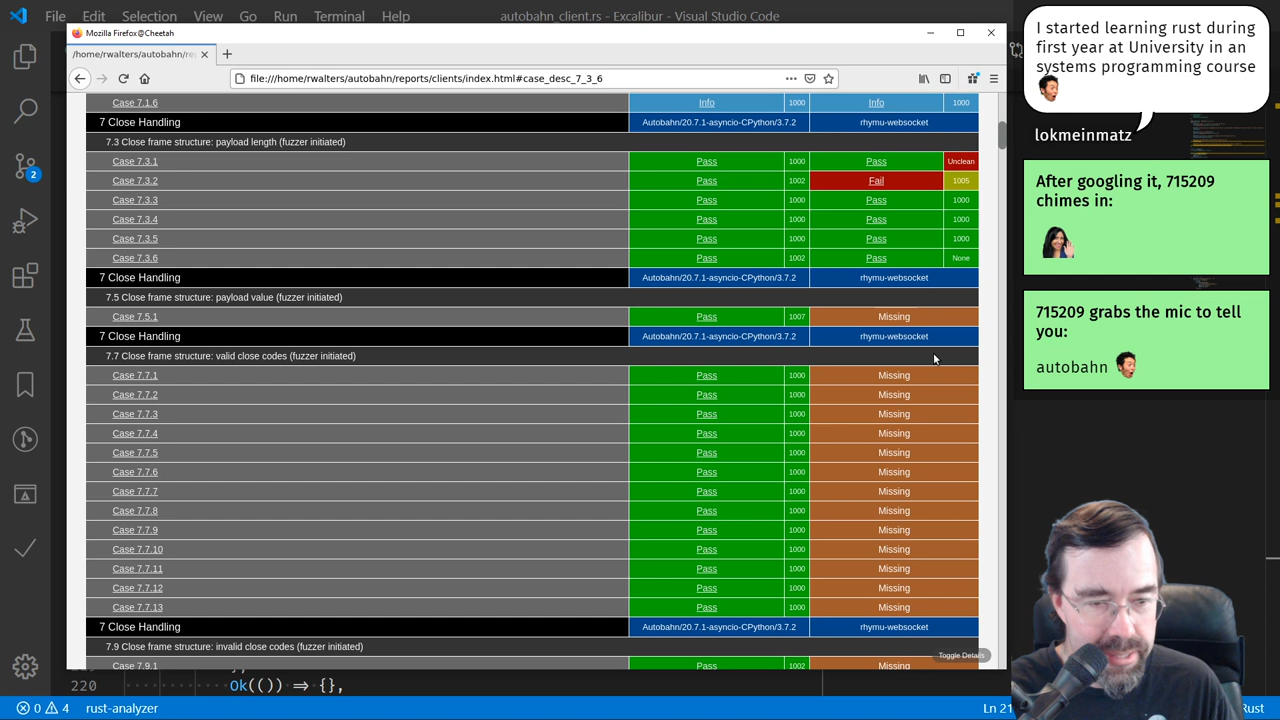 autobahn_client.rs - Excalibur - Visual Studio Code
Mozilla Firefox@Cheetah
/home/rwalters/autobahn/re
file:///home/rwalters/autobahn/reports/clients/index.html#case_desc_7_3_6
Case 7.1.6 Info 1000 Info 1000
7 Close Handling Autobahn/20.7.1-asyncio-CPython/3.7.2 rhymu-websocket
7.3 Close frame structure: payload length (fuzzer initiated)
Case 7.3.1 Pass 1000 Pass Unclean
Case 7.3.2 Pass 1002 Fail 1005
Case 7.3.3 Pass 1000 Pass 1000
Case 7.3.4 Pass 1000 Pass 1000
Case 7.3.5 Pass 1000 Pass 1000
Case 7.3.6 Pass 1002 Pass None
7 Close Handling Autobahn/20.7.1-asyncio-CPython/3.7.2 rhymu-websocket
7.5 Close frame structure: payload value (fuzzer initiated)
Case 7.5.1 Pass 1007 Missing
7 Close Handling Autobahn/20.7.1-asyncio-CPython/3.7.2 rhymu-websocket
7.7 Close frame structure: valid close codes (fuzzer initiated)
Case 7.7.1 Pass 1000 Missing
Case 7.7.2 Pass 1000 Missing
Case 7.7.3 Pass 1000 Missing
Case 7.7.4 Pass 1000 Missing
Case 7.7.5 Pass 1000 Missing
Case 7.7.6 Pass 1000 Missing
Case 7.7.7 Pass 1000 Missing
Case 7.7.8 Pass 1000 Missing
Case 7.7.9 Pass 1000 Missing
Case 7.7.10 Pass 1000 Missing
Case 7.7.11 Pass 1000 Missing
Case 7.7.12 Pass 1000 Missing
Case 7.7.13 Pass 1000 Missing
7 Close Handling Autobahn/20.7.1-asyncio-CPython/3.7.2 rhymu-websocket
7.9 Close frame structure: invalid close codes (fuzzer initiated)
Case 7.9.1 Pass 1002 Missing
Toggle Details
220 Ok(()) => {},
2
0 4 rust-analyzer Ln 21 Rust
I started learning rust during
first year at University in an
systems programming course
lokmeinmatz
After googling it, 715209
chimes in:
715209 grabs the mic to tell
you:
autobahn